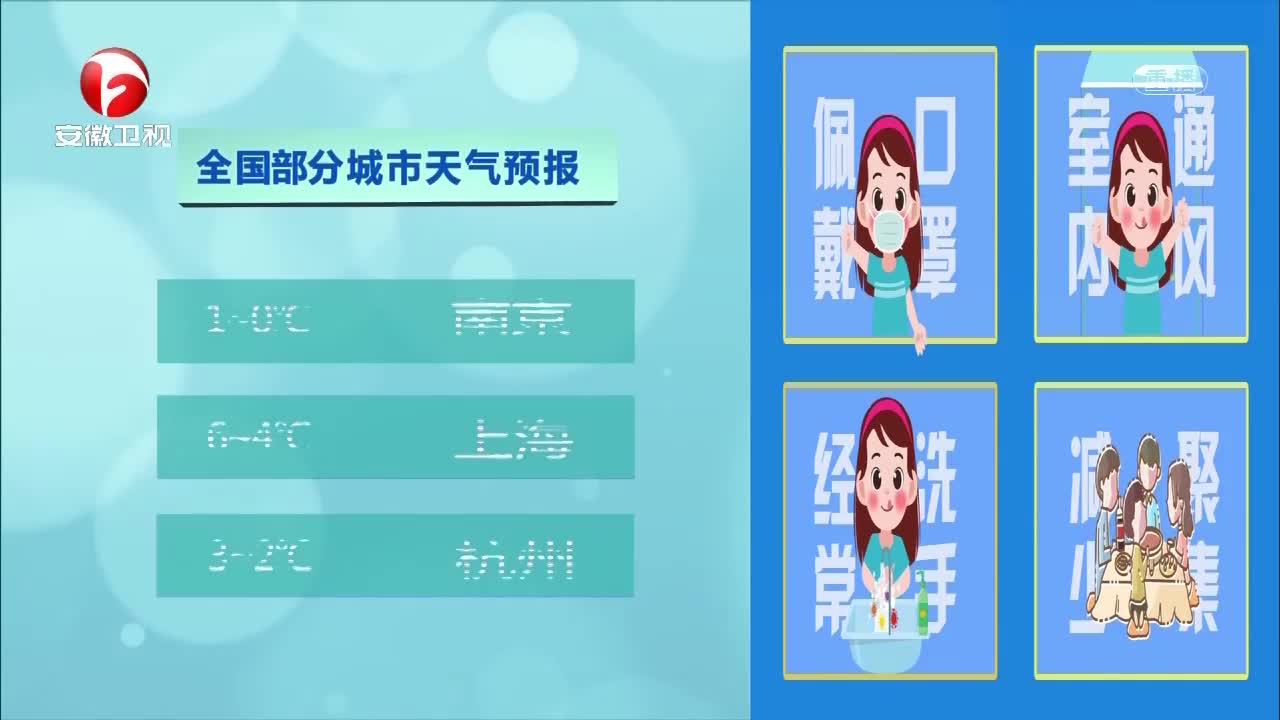 安徽卫视
全国部分城市天气预报
1~0℃ 南京
6~4℃ 上海
3~2℃ 杭州
重播
佩戴口罩
室内通风
经常洗手
减少聚集